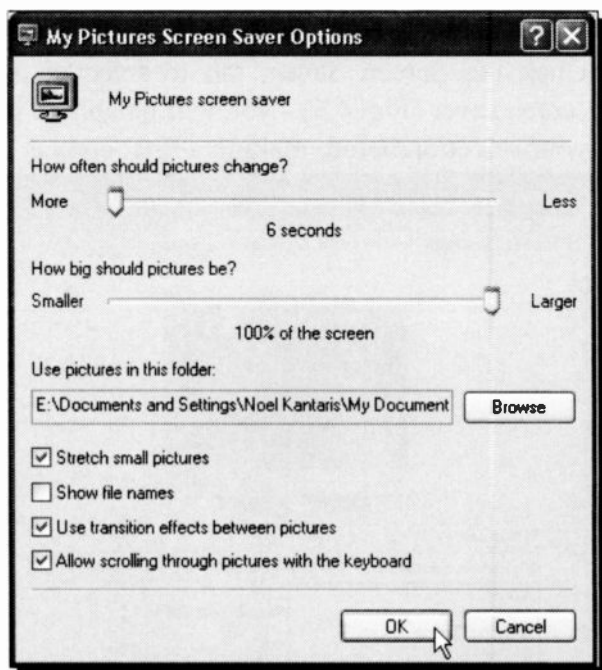 My Pictures Screen Saver Options
My Pictures screen saver
How often should pictures change?
More Less
6 seconds
How big should pictures be?
Smaller Larger
100% of the screen
Use pictures in this folder:
E:\Documents and Settings\Noel Kantaris\My Document Browse
Stretch small pictures
Show file names
Use transition effects between pictures
Allow scrolling through pictures with the keyboard
OK Cancel